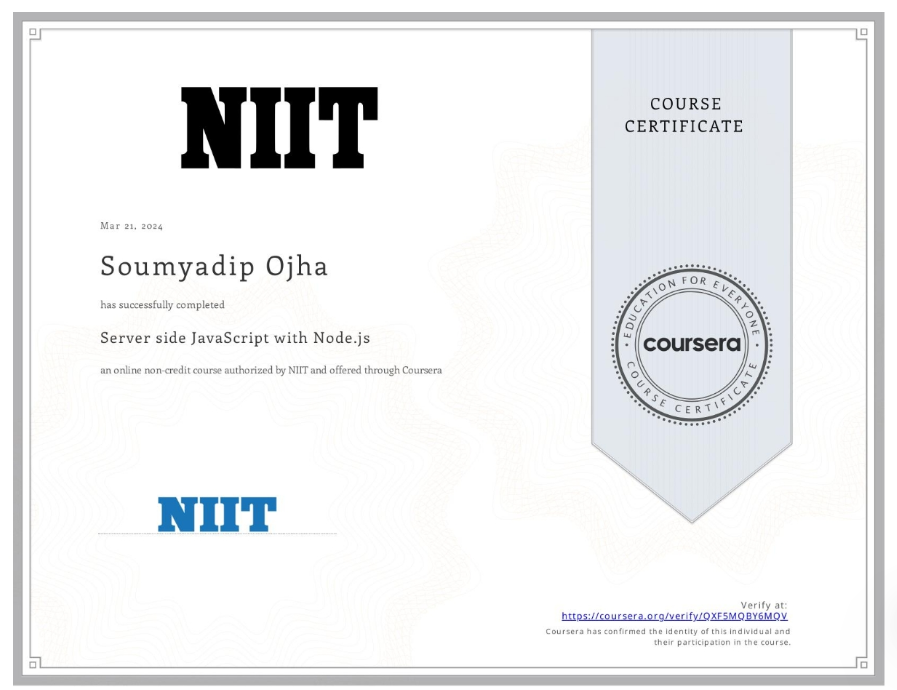 NIIT
COURSE
CERTIFICATE
Mar 21, 2024
Soumyadip Ojha
has successfully completed
Server side JavaScript with Node.js
an online non-credit course authorized by NIIT and offered through Coursera
EDUCATION FOR EVERYONE
coursera
COURSE CERTIFICATE
NIIT
Verify at:
https://coursera.org/verify/QXF5MQBY6MQV
Coursera has confirmed the identity of this individual and
their participation in the course.